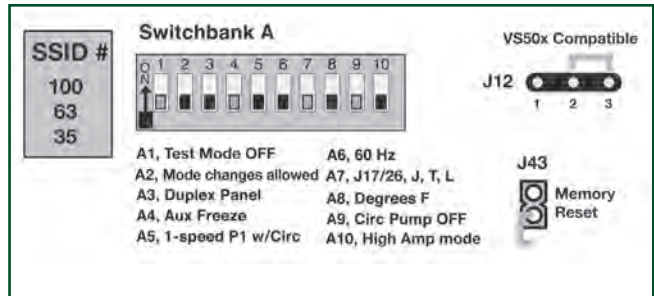 SSID #
100
63
35
Switchbank A
ON
1 2 3 4 5 6 7 8 9 10
A1, Test Mode OFF
A2, Mode changes allowed
A3, Duplex Panel
A4, Aux Freeze
A5, 1-speed P1 w/Circ
A6, 60 Hz
A7, J17/26, J, T, L
A8, Degrees F
A9, Circ Pump OFF
A10, High Amp mode
VS50x Compatible
J12
1 2 3
J43
Memory
Reset